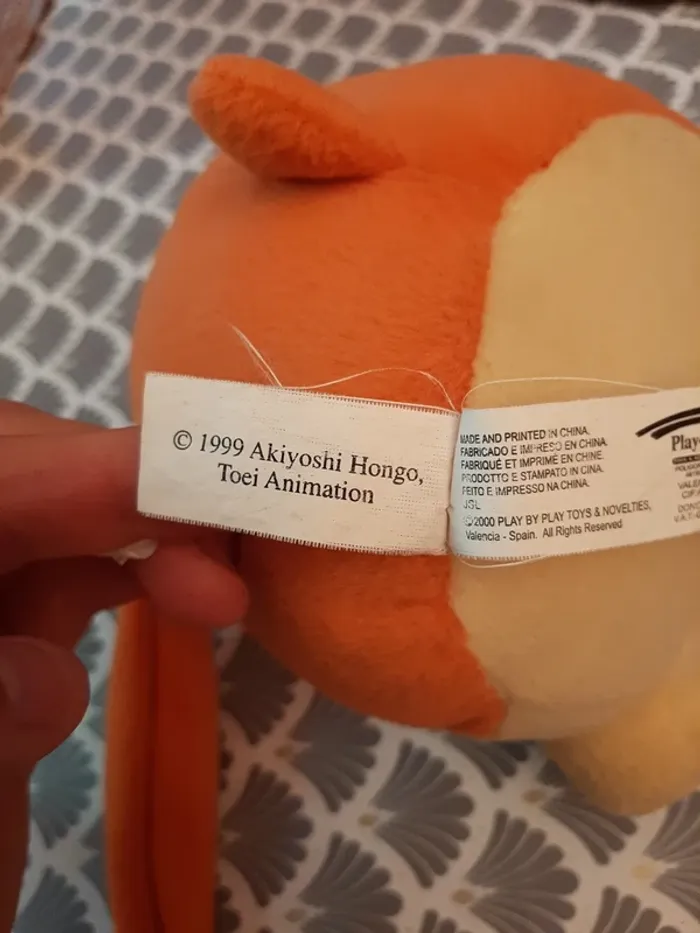 © 1999 Akiyoshi Hongo,
Toei Animation
MADE AND PRINTED IN CHINA.
FABRICADO E IMPRESO EN CHINA.
FABRIQUÉ ET IMPRIMÉ EN CHINE.
PRODOTTO E STAMPATO IN CINA.
FEITO E IMPRESSO NA CHINA.
JSL
©2000 PLAY BY PLAY TOYS & NOVELTIES,
Valencia - Spain. All Rights Reserved
Play